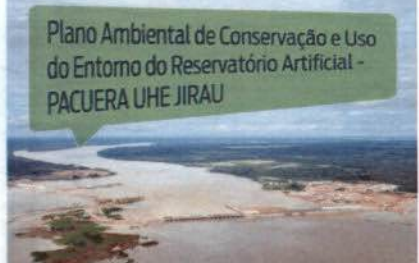 Plano Ambiental de Conservação e Uso
do Entorno do Reservatório Artificial -
PACUERA UHE JIRAU